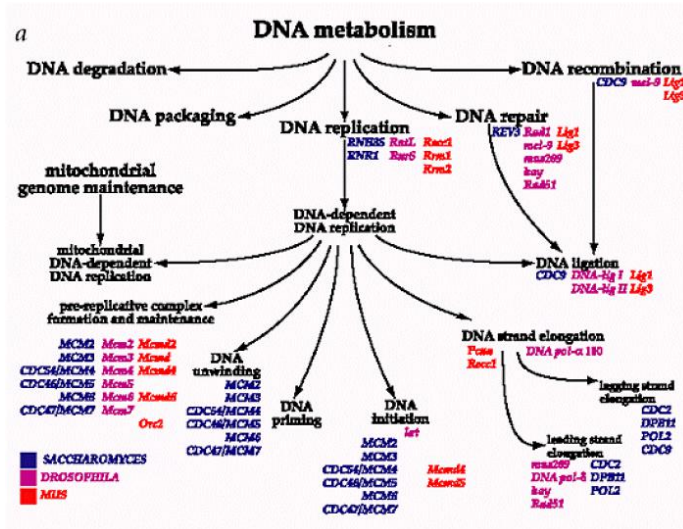 a
DNA metabolism
DNA degradation
DNA recombination
CDC9 mei-9 Lig1
DNA packaging
DNA replication
RNH35 RnrL Recc1
RNR1 RnrS Rrm1
Rrm2
DNA repair
REV3 Rad1 Lig1
mei-9 Lig3
mus209
hay
Rad51
mitochondrial
genome maintenance
DNA-dependent
DNA replication
mitochondrial
DNA-dependent
DNA replication
DNA ligation
CDC9 DNA-lig I Lig1
DNA-lig II Lig3
pre-replicative complex
formation and maintenance
MCM2 Mcm2 Mcmd2
MCM3 Mcm3 Mcmd
CDC54/MCM4 Mcm4 Mcmd4
CDC46/MCM5 Mcm5
MCM6 Mcm6 Mcmd6
CDC47/MCM7 Mcm7
Orc2
DNA
unwinding
MCM2
MCM3
CDC54/MCM4
CDC46/MCM5
MCM6
CDC47/MCM7
DNA
priming
DNA
initiation
lat
MCM2
MCM3
CDC54/MCM4 Mcmd4
CDC46/MCM5 Mcmd5
MCM6
CDC47/MCM7
DNA strand elongation
Pcna DNA pol-α 180
Recc1
lagging strand
elongation
CDC2
DPB11
POL2
CDC9
leading strand
elongation
mus209 CDC2
DNA pol-δ DPB11
hay POL2
Rad51
SACCHAROMYCES
DROSOPHILA
MUS